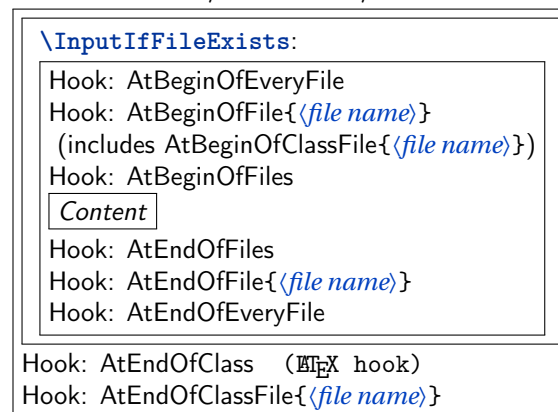 \InputIfFileExists:
Hook: AtBeginOfEveryFile
Hook: AtBeginOfFile{⟨file name⟩}
(includes AtBeginOfClassFile{⟨file name⟩})
Hook: AtBeginOfFiles
Content
Hook: AtEndOfFiles
Hook: AtEndOfFile{⟨file name⟩}
Hook: AtEndOfEveryFile
Hook: AtEndOfClass (LATEX hook)
Hook: AtEndOfClassFile{⟨file name⟩}